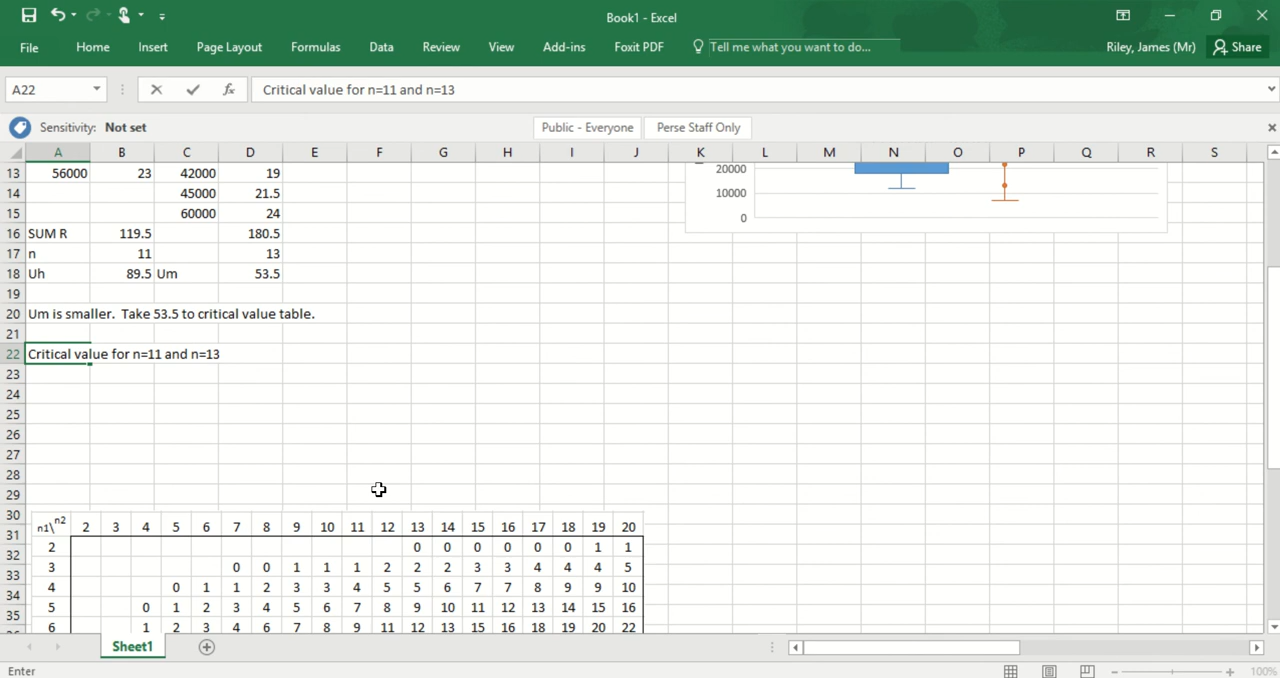 Book1 - Excel
File Home Insert Page Layout Formulas Data Review View Add-ins Foxit PDF Tell me what you want to do... Riley, James (Mr) Share
A22 fx Critical value for n=11 and n=13
Sensitivity: Not set Public - Everyone Perse Staff Only
A B C D E F G H I J K L M N O P Q R S
13 56000 23 42000 19
14 45000 21.5
15 60000 24
16 SUM R 119.5 180.5
17 n 11 13
18 Uh 89.5 Um 53.5
19
20 Um is smaller. Take 53.5 to critical value table.
21
22 Critical value for n=11 and n=13
23
24
25
26
27
28
29
30
31
32
33
34
35
20000
10000
0
n1\n2 2 3 4 5 6 7 8 9 10 11 12 13 14 15 16 17 18 19 20
2 0 0 0 0 0 0 1 1
3 0 0 1 1 1 2 2 2 3 3 4 4 4 5
4 0 1 1 2 3 3 4 5 5 6 7 7 8 9 9 10
5 0 1 2 3 4 5 6 7 8 9 10 11 12 13 14 15 16
6 1 2 3 4 6 7 8 9 11 12 13 15 16 18 19 20 22
Sheet1
Enter 100%